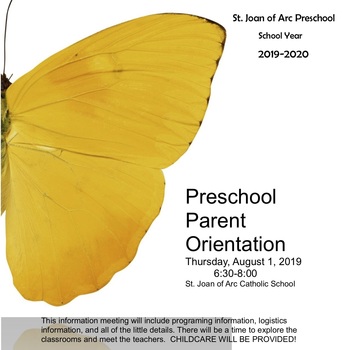 St. Joan of Arc Preschool
School Year
2019-2020
Preschool
Parent
Orientation
Thursday, August 1, 2019
6:30-8:00
St. Joan of Arc Catholic School
This information meeting will include programing information, logistics
information, and all of the little details. There will be a time to explore the
classrooms and meet the teachers.  CHILDCARE WILL BE PROVIDED!